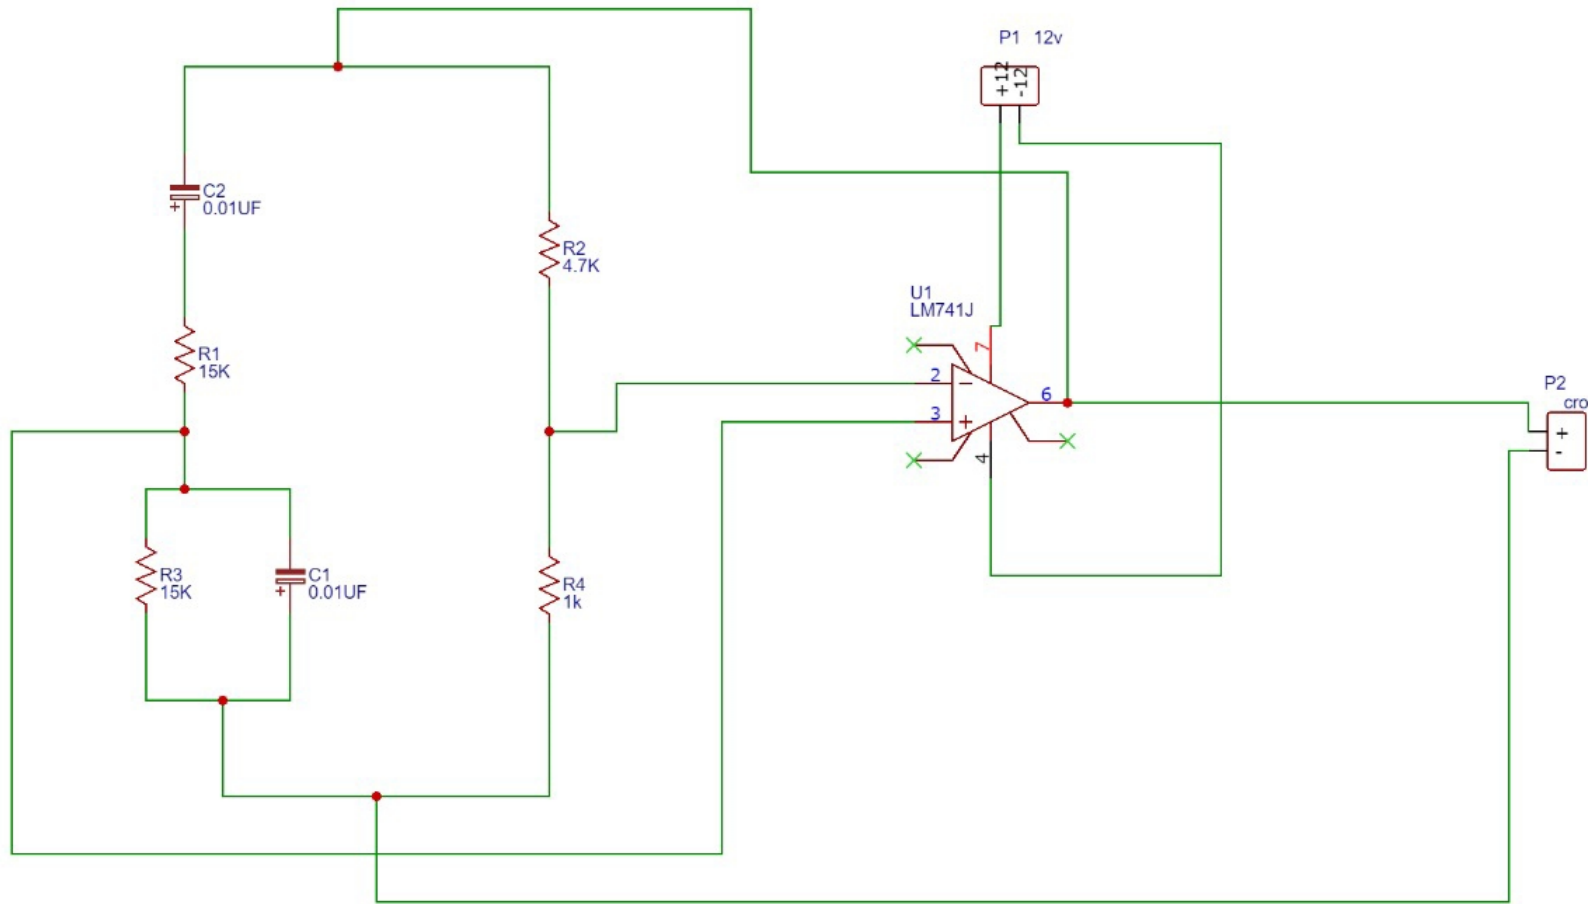 P1 12v
+12
-12
C2
0.01UF
R2
4.7K
U1
LM741J
R1
15K
7
2
−
6
3
+
4
P2
cro
+
-
R3
15K
C1
0.01UF
R4
1k
+
+